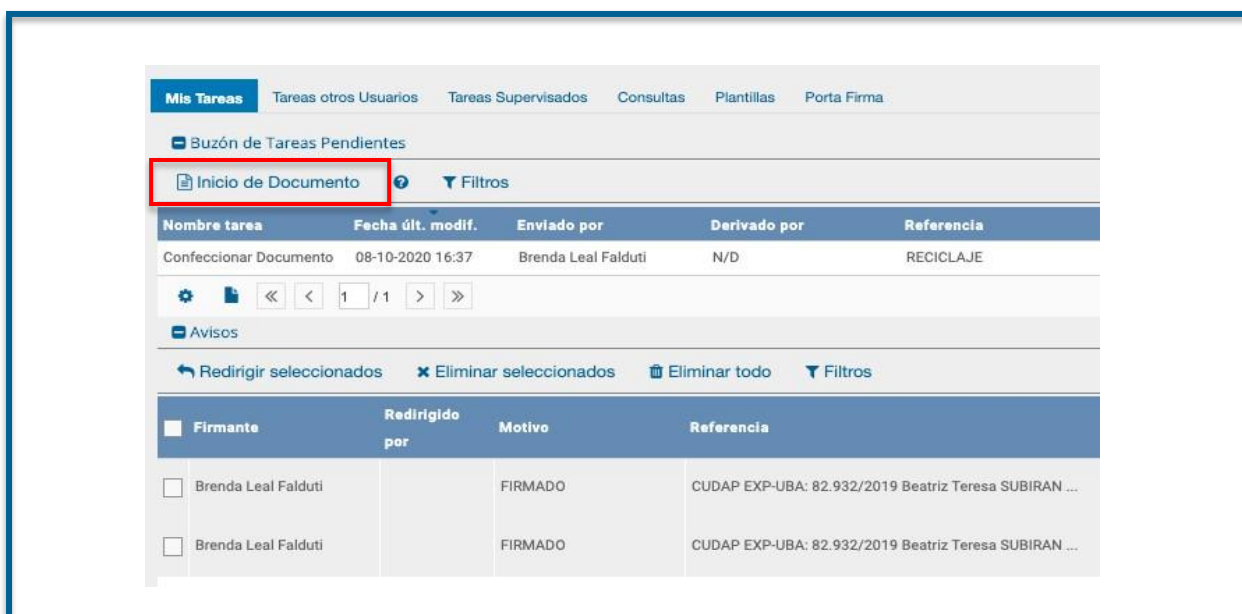 Mis Tareas Tareas otros Usuarios Tareas Supervisados Consultas Plantillas Porta Firma
Buzón de Tareas Pendientes
Inicio de Documento Filtros
Nombre tarea Fecha últ. modif. Enviado por Derivado por Referencia
Confeccionar Documento 08-10-2020 16:37 Brenda Leal Falduti N/D RECICLAJE
1 / 1
Avisos
Redirigir seleccionados Eliminar seleccionados Eliminar todo Filtros
Firmante Redirigido por Motivo Referencia
Brenda Leal Falduti FIRMADO CUDAP EXP-UBA: 82.932/2019 Beatriz Teresa SUBIRAN ...
Brenda Leal Falduti FIRMADO CUDAP EXP-UBA: 82.932/2019 Beatriz Teresa SUBIRAN ...